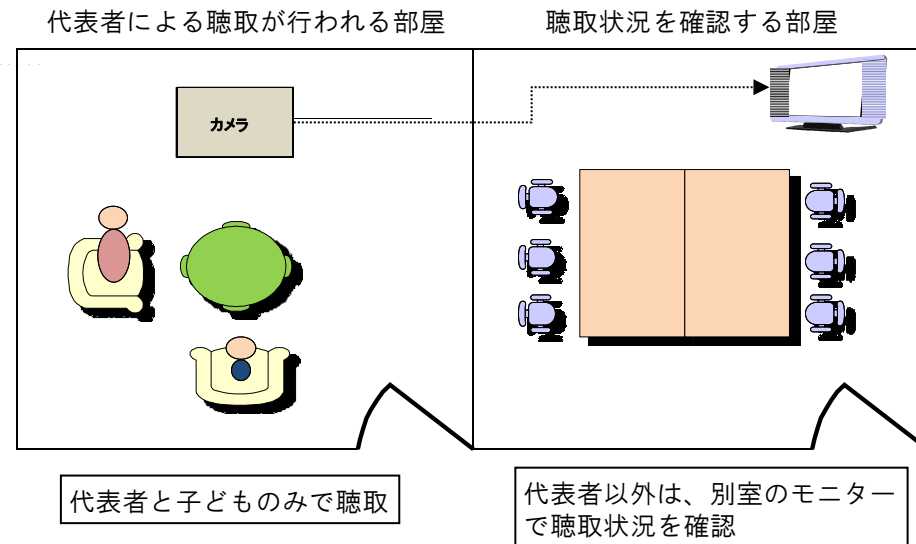 代表者による聴取が行われる部屋
聴取状況を確認する部屋
カメラ
代表者と子どものみで聴取
代表者以外は、別室のモニター
で聴取状況を確認